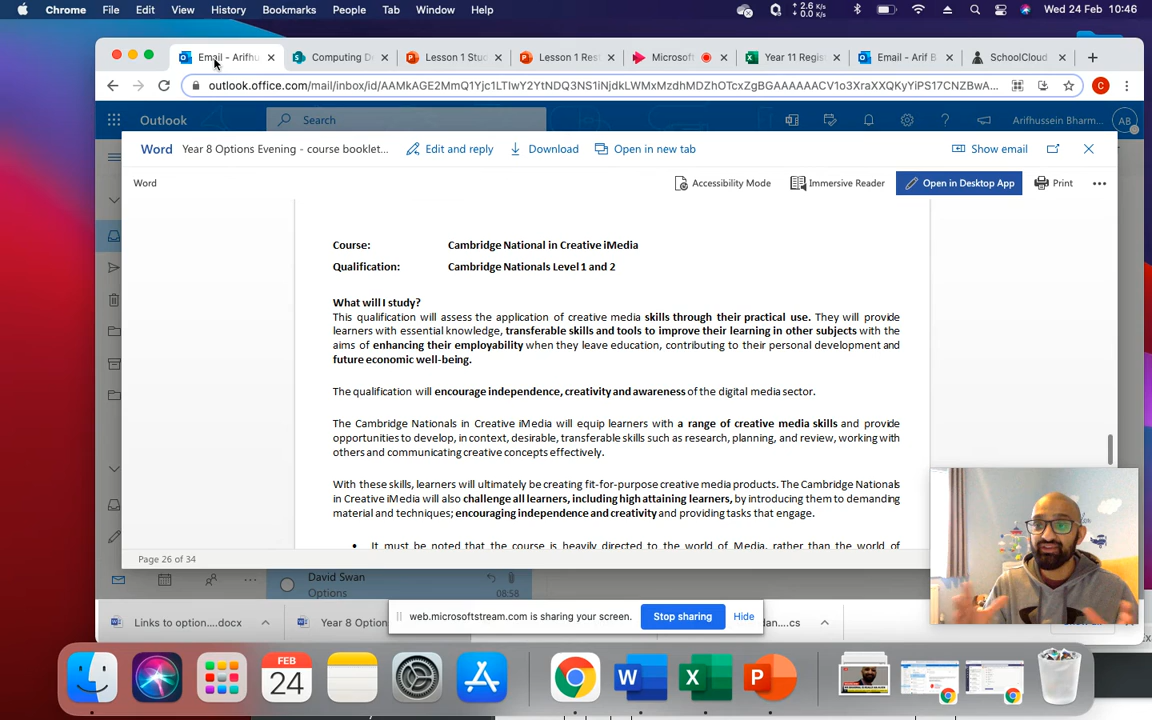 Chrome File Edit View History Bookmarks People Tab Window Help
2.6 K/s
0.0 K/s
Wed 24 Feb 10:46
Email - Arifhu
Computing D
Lesson 1 Stuc
Lesson 1 Res
Microsoft
Year 11 Regis
Email - Arif B
SchoolCloud
outlook.office.com/mail/inbox/id/
C
Outlook
Search
Arifhussein Bharm...
AB
Word Year 8 Options Evening - course booklet...
Edit and reply
Download
Open in new tab
Show email
Word
Accessibility Mode
Immersive Reader
Open in Desktop App
Print
Course: Cambridge National in Creative iMedia
Qualification: Cambridge Nationals Level 1 and 2
What will I study?
This qualification will assess the application of creative media skills through their practical use. They will provide
learners with essential knowledge, transferable skills and tools to improve their learning in other subjects with the
aims of enhancing their employability when they leave education, contributing to their personal development and
future economic well-being.
The qualification will encourage independence, creativity and awareness of the digital media sector.
The Cambridge Nationals in Creative iMedia will equip learners with a range of creative media skills and provide
opportunities to develop, in context, desirable, transferable skills such as research, planning, and review, working with
others and communicating creative concepts effectively.
With these skills, learners will ultimately be creating fit-for-purpose creative media products. The Cambridge Nationals
in Creative iMedia will also challenge all learners, including high attaining learners, by introducing them to demanding
material and techniques; encouraging independence and creativity and providing tasks that engage.
• It must be noted that the course is heavily directed to the world of Media, rather than the world of
Page 26 of 34
David Swan
Options
08:58
web.microsoftstream.com is sharing your screen.
Stop sharing
Hide
Links to option....docx
Year 8 Option
dan....cs
FEB
24
W
X
P